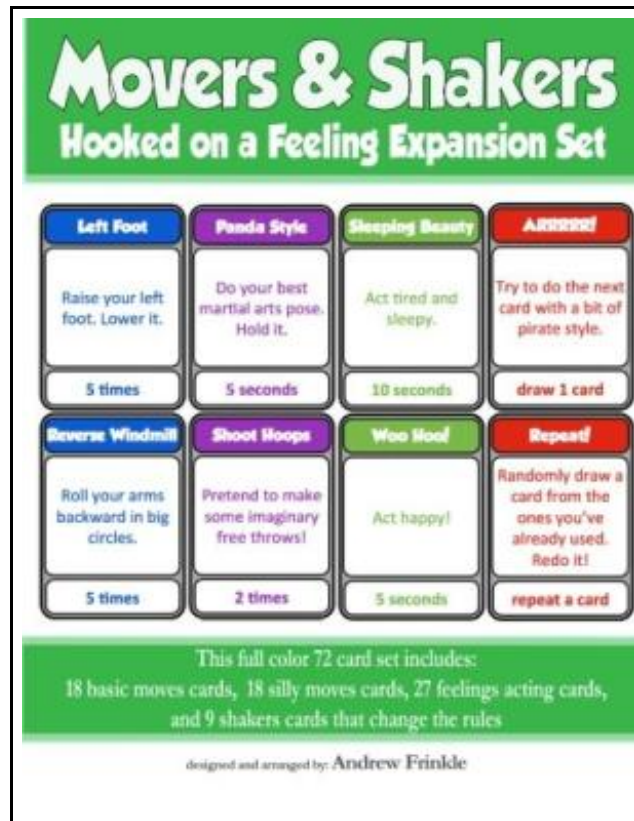 Movers & Shakers
Hooked on a Feeling Expansion Set
Left Foot
Raise your left
foot. Lower it.
5 times
Panda Style
Do your best
martial arts pose.
Hold it.
5 seconds
Sleeping Beauty
Act tired and
sleepy.
10 seconds
ARRRRR!
Try to do the next
card with a bit of
pirate style.
draw 1 card
Reverse Windmill
Roll your arms
backward in big
circles.
5 times
Shoot Hoops
Pretend to make
some imaginary
free throws!
2 times
Woo Hoo!
Act happy!
5 seconds
Repeat!
Randomly draw a
card from the
ones you've
already used.
Redo it!
repeat a card
This full color 72 card set includes:
18 basic moves cards, 18 silly moves cards, 27 feelings acting cards,
and 9 shakers cards that change the rules
designed and arranged by: Andrew Frinkle